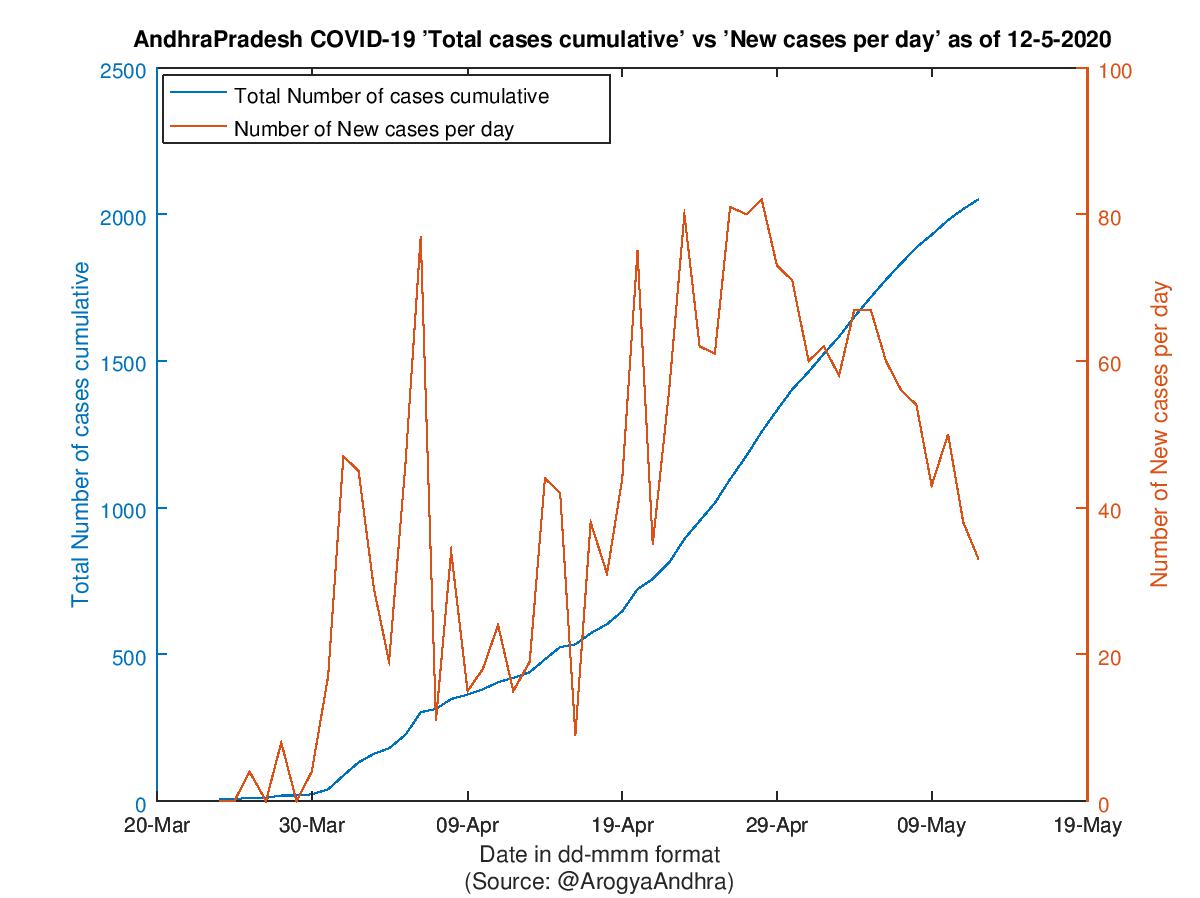 AndhraPradesh COVID-19 ’Total cases cumulative’ vs ’New cases per day’ as of 12-5-2020
Total Number of cases cumulative
Number of New cases per day
2500
2000
1500
1000
500
0
Total Number of cases cumulative
100
80
60
40
20
0
Number of New cases per day
20-Mar 30-Mar 09-Apr 19-Apr 29-Apr 09-May 19-May
Date in dd-mmm format
(Source: @ArogyaAndhra)